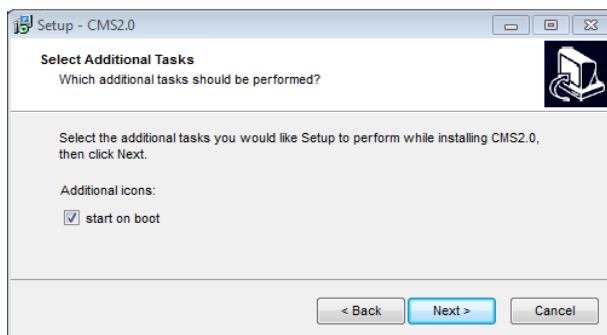 Setup - CMS2.0
Select Additional Tasks
Which additional tasks should be performed?
Select the additional tasks you would like Setup to perform while installing CMS2.0,
then click Next.
Additional icons:
start on boot
< Back
Next >
Cancel